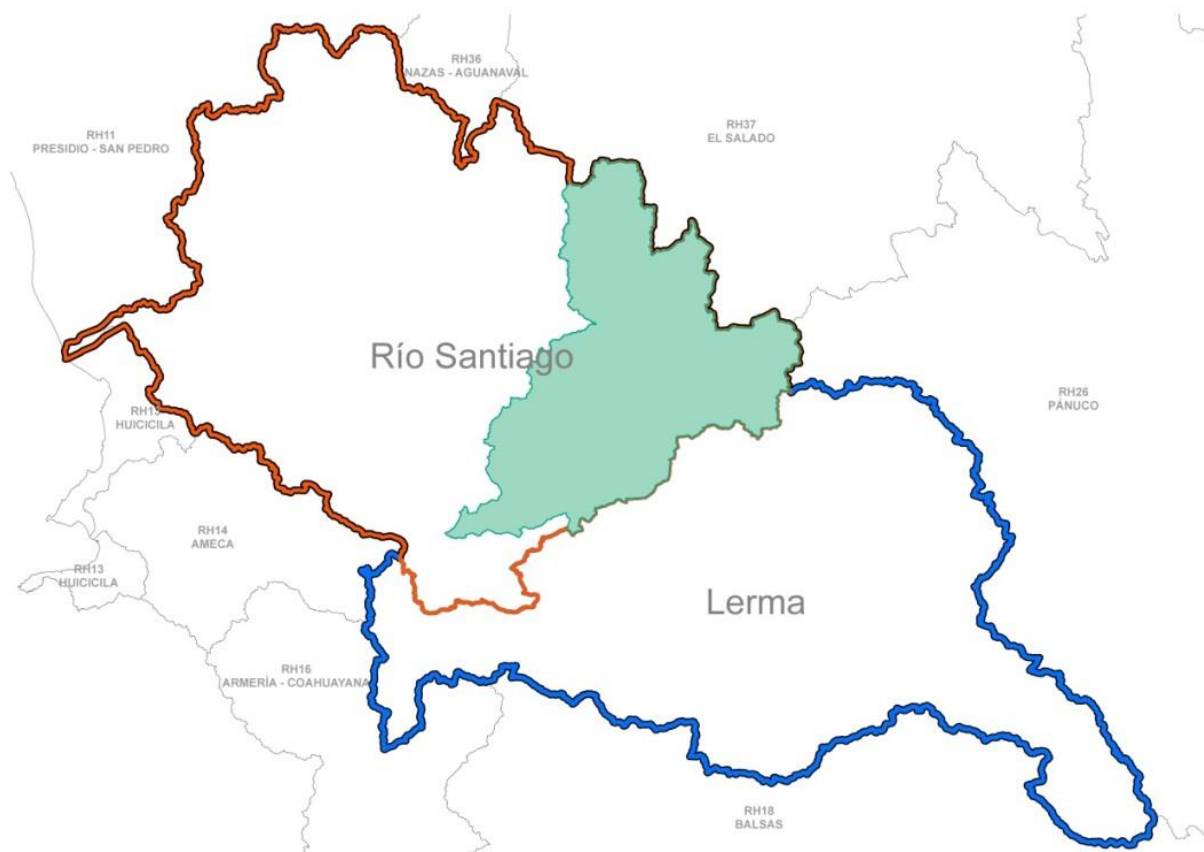 RH36
NAZAS - AGUANAVAL
RH37
EL SALADO
RH11
PRESIDIO - SAN PEDRO
Río Santiago
RH26
PÁNUCO
RH13
HUICICILA
RH14
AMECA
RH13
HUICICILA
Lerma
RH16
ARMERÍA - COAHUAYANA
RH18
BALSAS